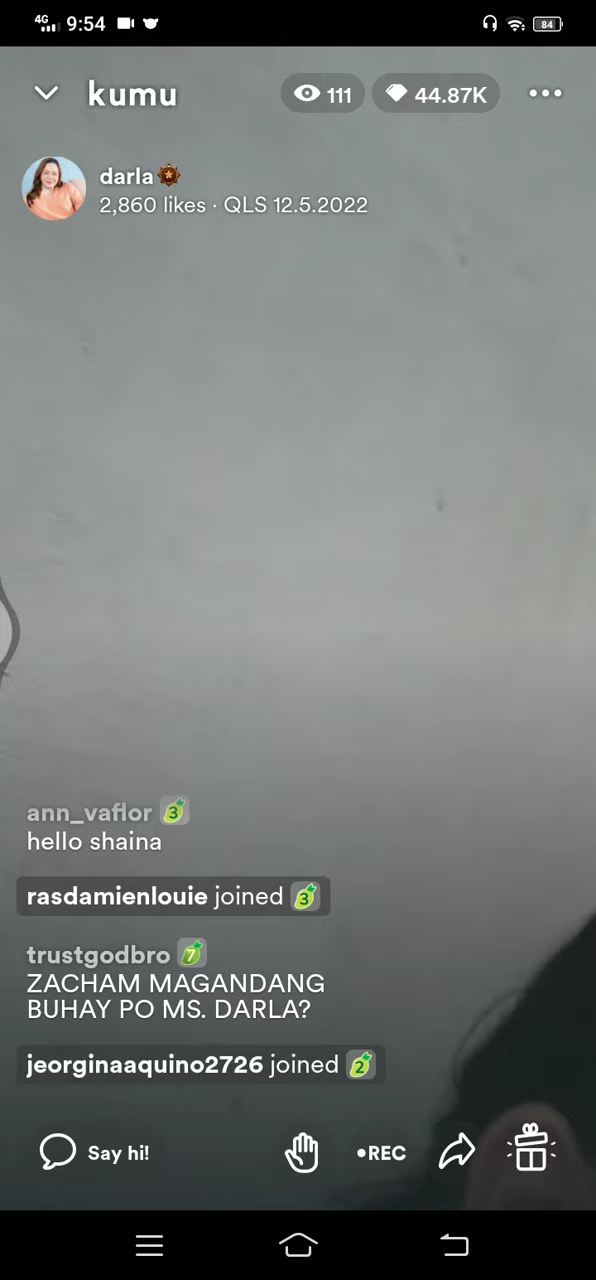 4G 9:54 84
kumu 111 44.87K
darla
2,860 likes · QLS 12.5.2022
ann_vaflor 3
hello shaina
rasdamienlouie joined 3
trustgodbro 7
ZACHAM MAGANDANG
BUHAY PO MS. DARLA?
jeorginaaquino2726 joined 2
Say hi! •REC